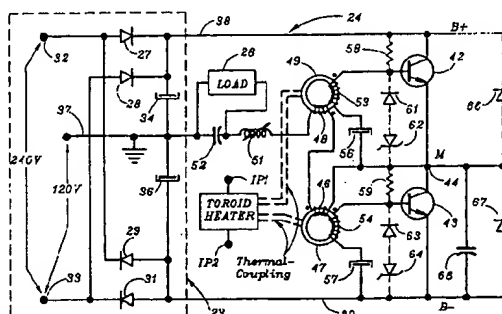 32
27
38
24
B+
LOAD
26
49
58
42
28
34
53
61
66
37
52
51
48
56
62
240V
120V
M
36
IP1
46
59
44
TOROID
HEATER
54
63
43
67
29
IP2
47
64
33
31
Thermal-
Coupling
57
68
B-